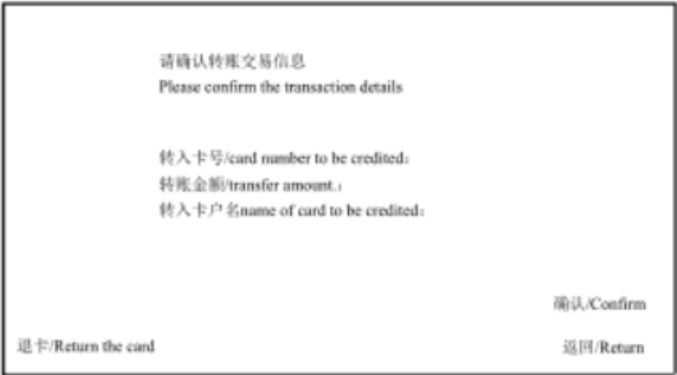 请确认转账交易信息
Please confirm the transaction details
转入卡号/card number to be credited:
转账金额/transfer amount.:
转入卡户名name of card to be credited:
确认/Confirm
退卡/Return the card
返回/Return